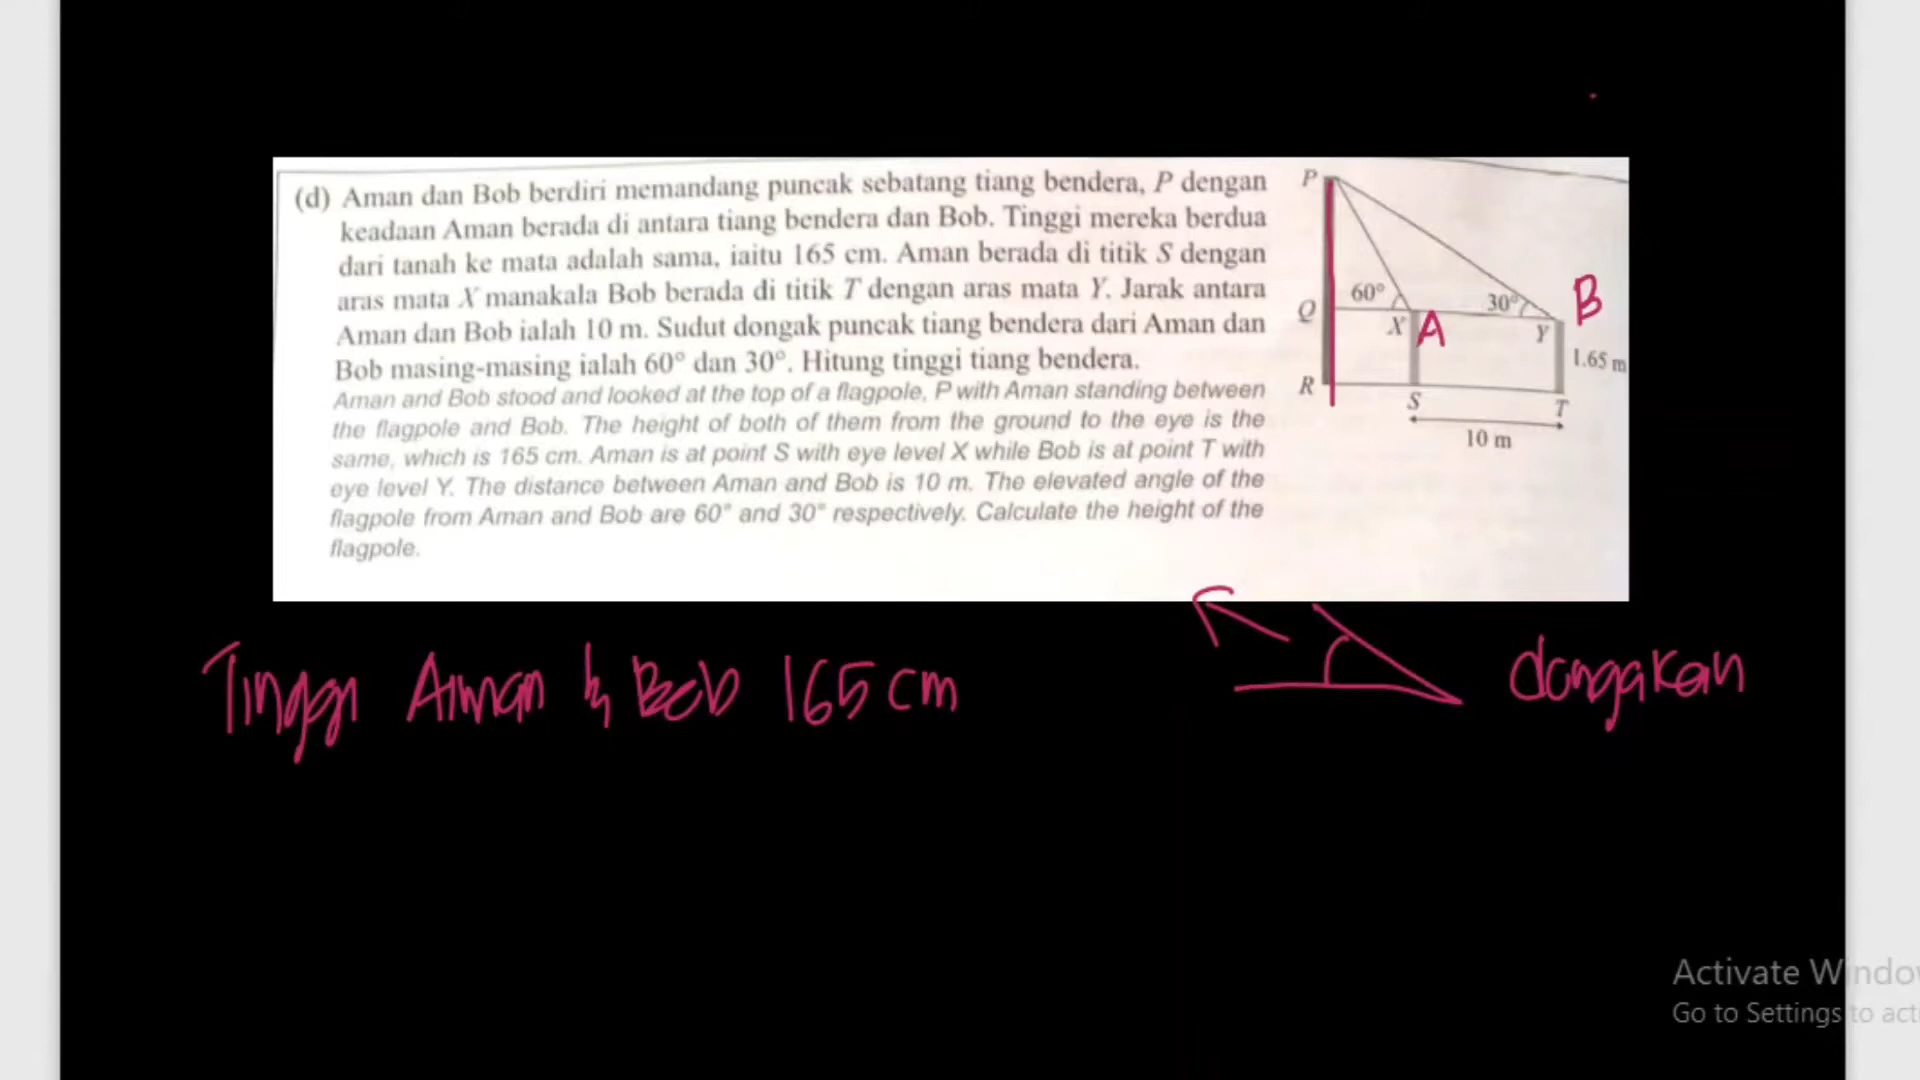 (d) Aman dan Bob berdiri memandang puncak sebatang tiang bendera, P dengan
keadaan Aman berada di antara tiang bendera dan Bob. Tinggi mereka berdua
dari tanah ke mata adalah sama, iaitu 165 cm. Aman berada di titik S dengan
aras mata X manakala Bob berada di titik T dengan aras mata Y. Jarak antara
Aman dan Bob ialah 10 m. Sudut dongak puncak tiang bendera dari Aman dan
Bob masing-masing ialah 60° dan 30°. Hitung tinggi tiang bendera.
Aman and Bob stood and looked at the top of a flagpole, P with Aman standing between
the flagpole and Bob. The height of both of them from the ground to the eye is the
same, which is 165 cm. Aman is at point S with eye level X while Bob is at point T with
eye level Y. The distance between Aman and Bob is 10 m. The elevated angle of the
flagpole from Aman and Bob are 60° and 30° respectively. Calculate the height of the
flagpole.
P
60° 30° B
Q X A Y
1.65 m
R S T
10 m
Tinggi Aman & Bob 165 cm
dongakan
Activate Windo
Go to Settings to act